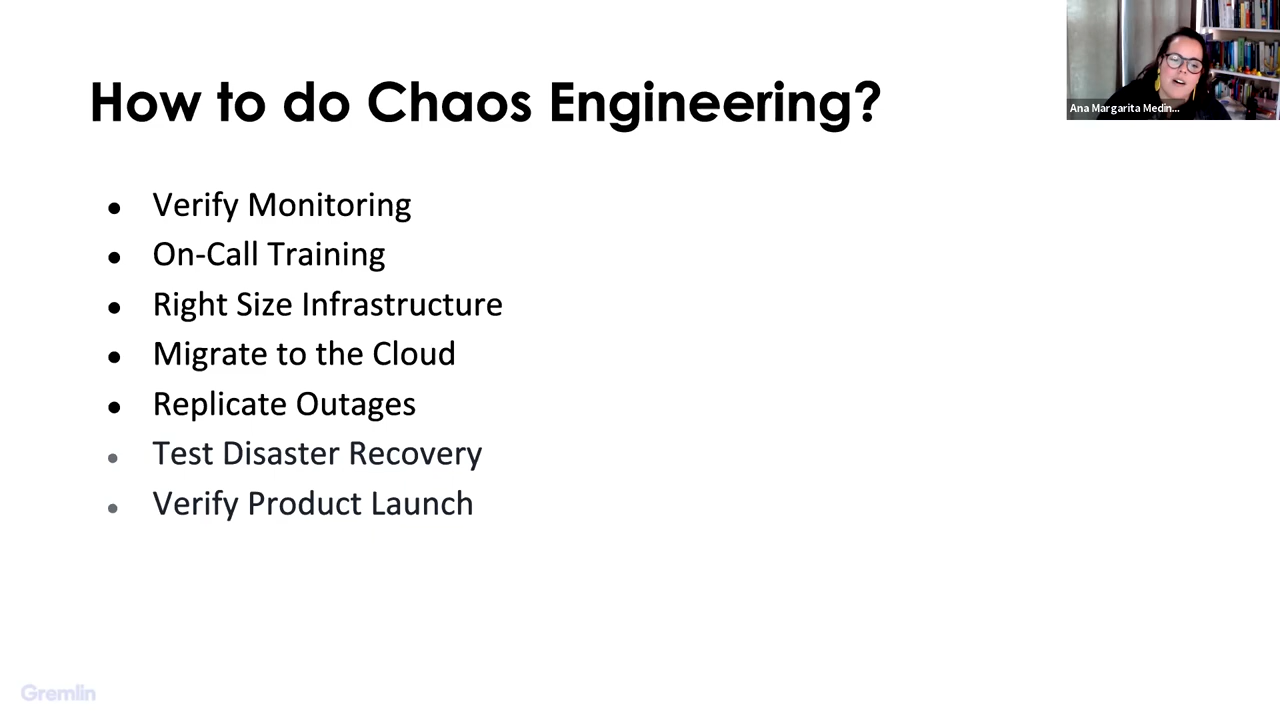 How to do Chaos Engineering?
Ana Margarita Medin...
● Verify Monitoring
● On-Call Training
● Right Size Infrastructure
● Migrate to the Cloud
● Replicate Outages
● Test Disaster Recovery
● Verify Product Launch
Gremlin